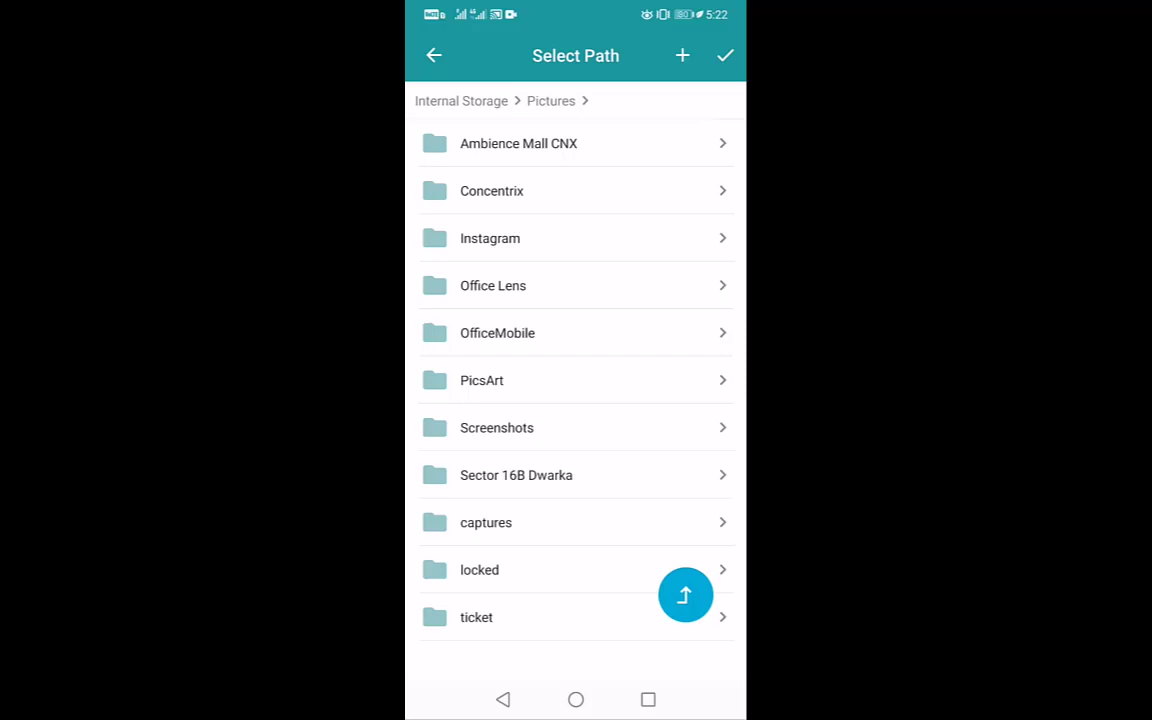 5:22
Select Path
Internal Storage > Pictures >
Ambience Mall CNX
Concentrix
Instagram
Office Lens
OfficeMobile
PicsArt
Screenshots
Sector 16B Dwarka
captures
locked
ticket